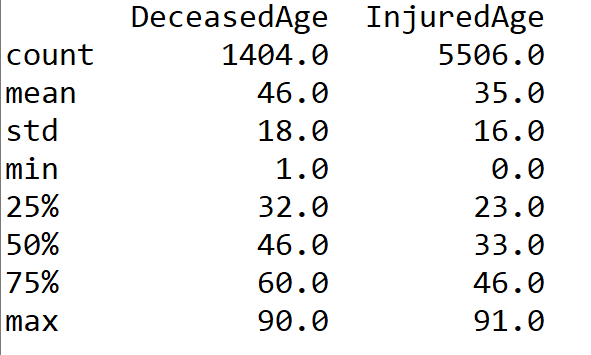 DeceasedAge InjuredAge
count 1404.0 5506.0
mean 46.0 35.0
std 18.0 16.0
min 1.0 0.0
25% 32.0 23.0
50% 46.0 33.0
75% 60.0 46.0
max 90.0 91.0